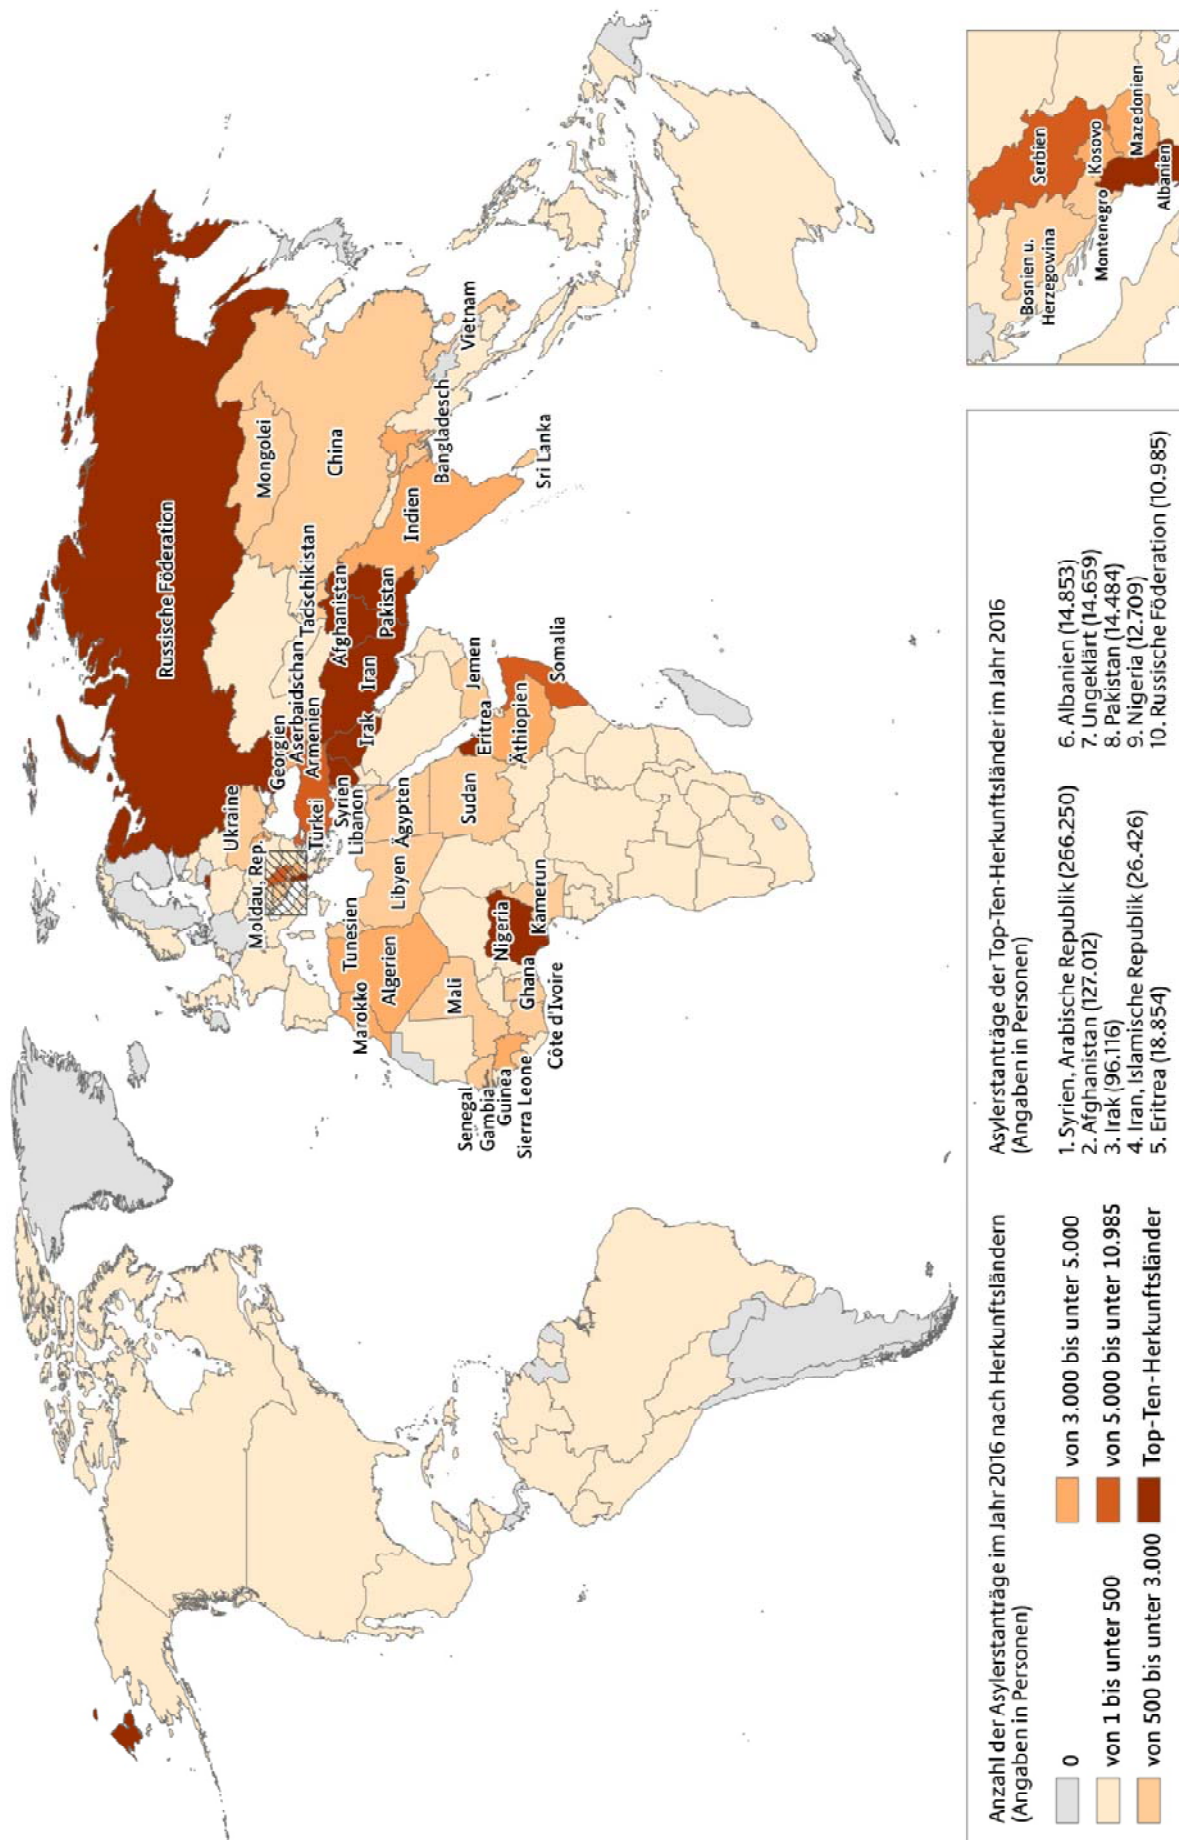 Russische Föderation
Mongolei
China
Tadschikistan
Afghanistan
Pakistan
Iran
Irak
Indien
Bangladesch
Vietnam
Sri Lanka
Aserbaidschan
Armenien
Georgien
Ukraine
Moldau, Rep.
Türkei
Syrien
Libanon
Ägypten
Libyen
Tunesien
Algerien
Marokko
Sudan
Eritrea
Jemen
Äthiopien
Somalia
Nigeria
Kamerun
Mali
Ghana
Côte d'Ivoire
Senegal
Gambia
Guinea
Sierra Leone
Serbien
Kosovo
Mazedonien
Bosnien u.
Herzegowina
Montenegro
Albanien
Anzahl der Asylerstanträge im Jahr 2016 nach Herkunftsländern
(Angaben in Personen)
0
von 1 bis unter 500
von 500 bis unter 3.000
von 3.000 bis unter 5.000
von 5.000 bis unter 10.985
Top-Ten-Herkunftsländer
Asylerstanträge der Top-Ten-Herkunftsländer im Jahr 2016
(Angaben in Personen)
1. Syrien, Arabische Republik (266.250)
2. Afghanistan (127.012)
3. Irak (96.116)
4. Iran, Islamische Republik (26.426)
5. Eritrea (18.854)
6. Albanien (14.853)
7. Ungeklärt (14.659)
8. Pakistan (14.484)
9. Nigeria (12.709)
10. Russische Föderation (10.985)